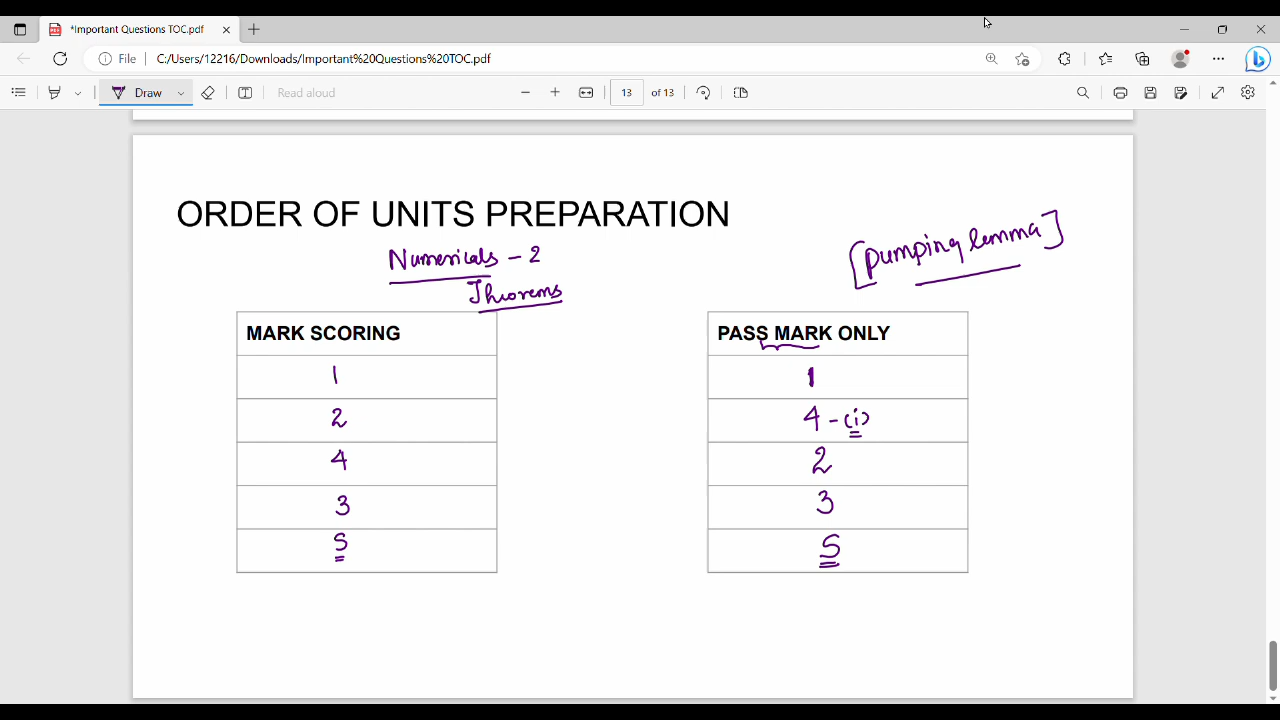 *Important Questions TOC.pdf
File
C:/Users/12216/Downloads/Important%20Questions%20TOC.pdf
Draw
Read aloud
13 of 13
ORDER OF UNITS PREPARATION
Numericals - 2
Theorems
[pumping lemma]
MARK SCORING
1
2
4
3
5
PASS MARK ONLY
1
4 - (i)
2
3
5